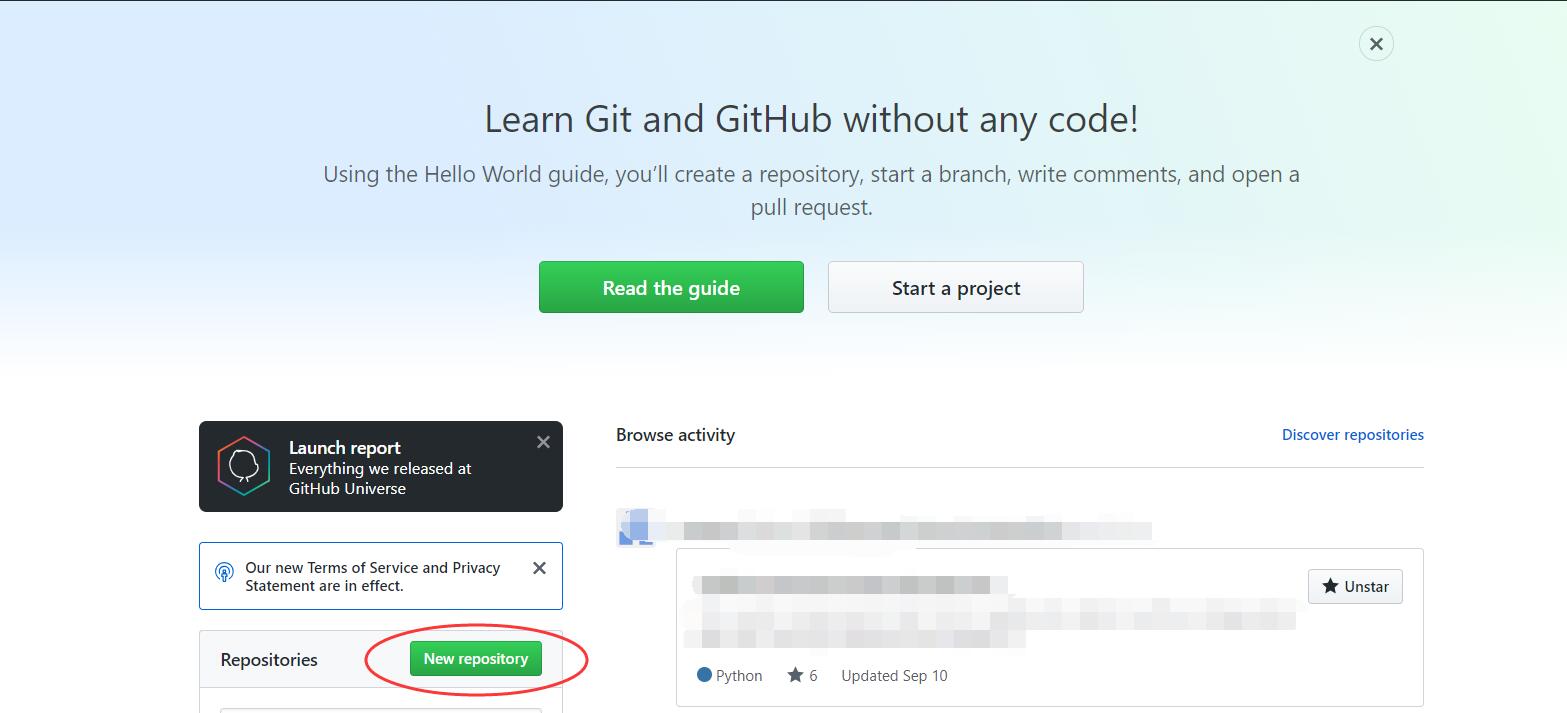 Learn Git and GitHub without any code!
Using the Hello World guide, you’ll create a repository, start a branch, write comments, and open a
pull request.
Read the guide
Start a project
Launch report
Everything we released at
GitHub Universe
Our new Terms of Service and Privacy
Statement are in effect.
Repositories
New repository
Browse activity
Discover repositories
Unstar
Python
6
Updated Sep 10